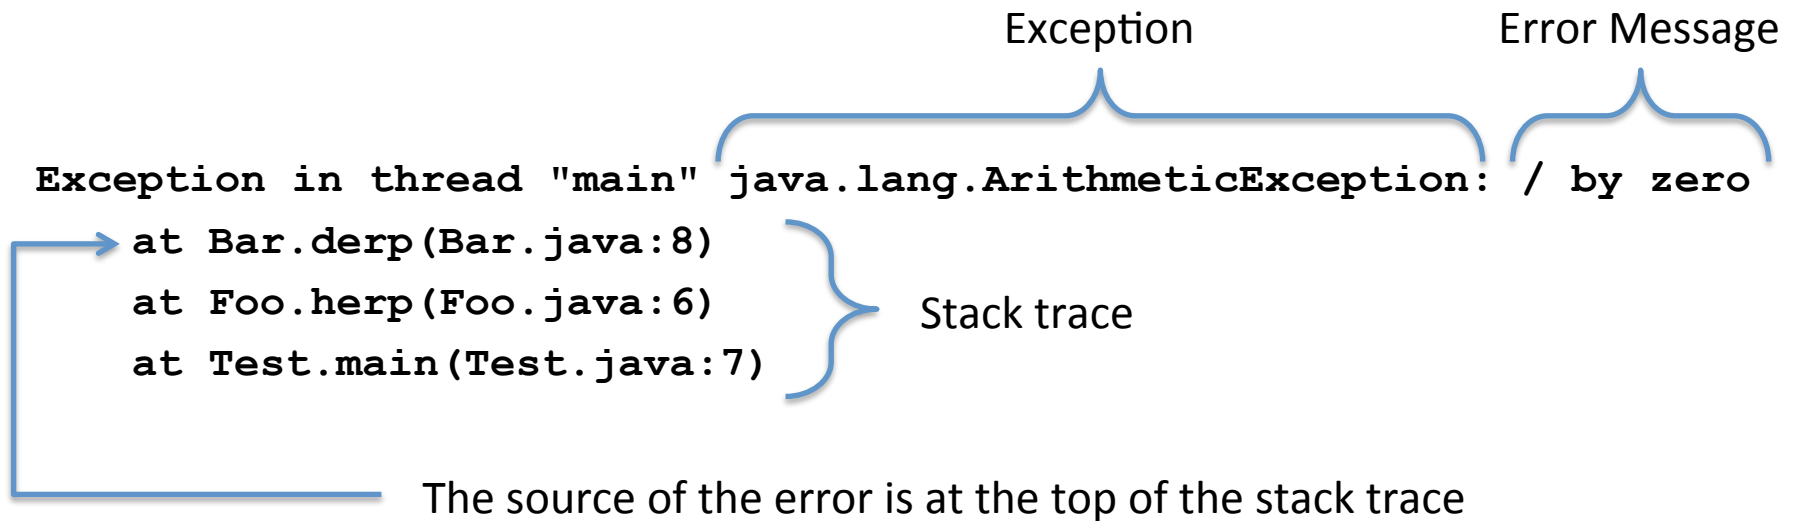 Exception Error Message
Exception in thread "main" java.lang.ArithmeticException: / by zero
at Bar.derp(Bar.java:8)
at Foo.herp(Foo.java:6)
Stack trace
at Test.main(Test.java:7)
The source of the error is at the top of the stack trace